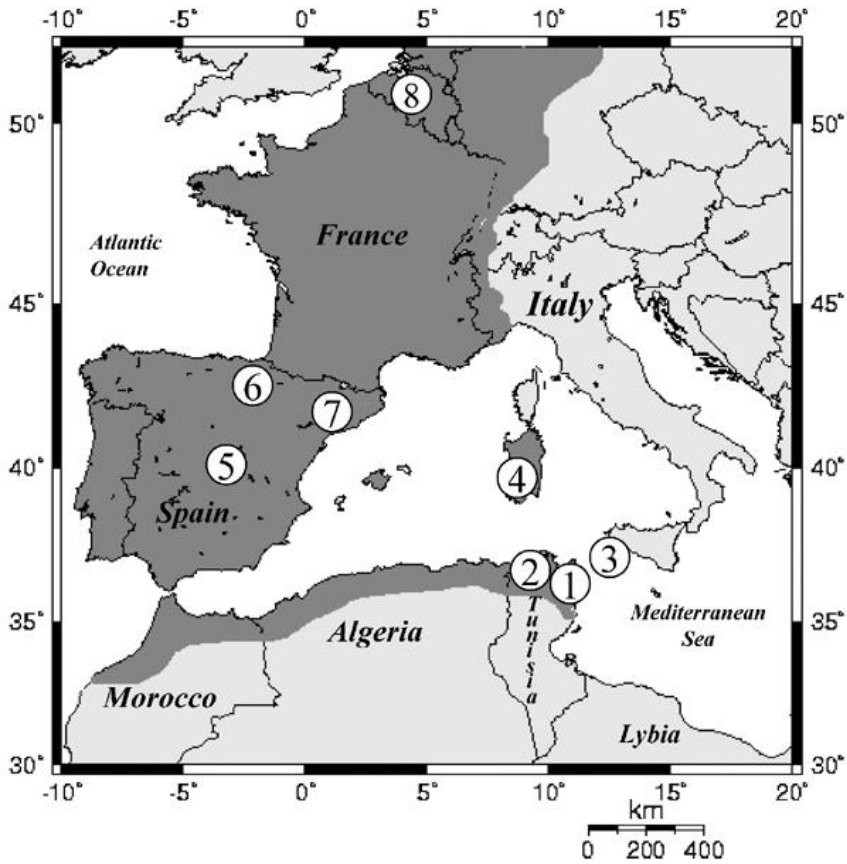 -10° -5° 0° 5° 10° 15° 20°
50° 50°
45° 45°
40° 40°
35° 35°
30° 30°
-10° -5° 0° 5° 10° 15° 20°
8
France
Atlantic
Ocean
Italy
6
7
5
4
Spain
3
2
1
Tunisia
Mediterranean
Sea
Algeria
Morocco
Lybia
km
0 200 400